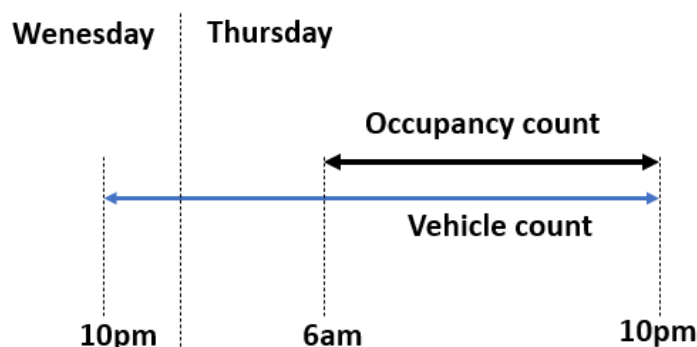 Wenesday
Thursday
Occupancy count
Vehicle count
10pm
6am
10pm